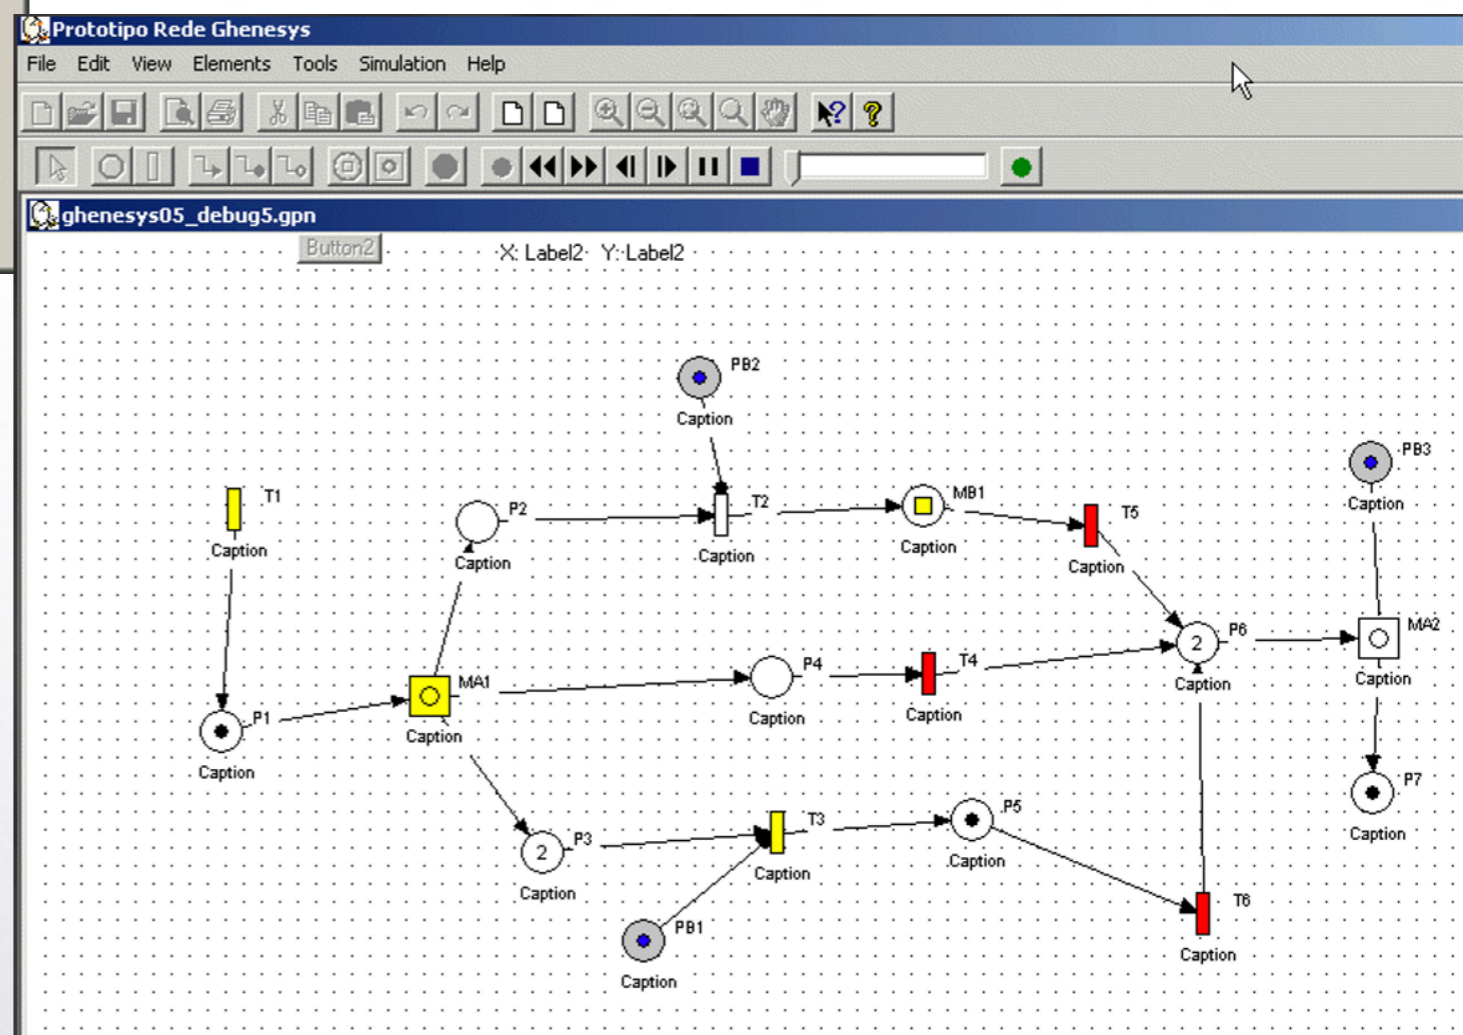 Prototipo Rede Ghenesys
File Edit View Elements Tools Simulation Help
ghenesys05_debug5.gpn
Button2 X: Label2 Y: Label2
PB2
Caption
PB3
Caption
T1
Caption
P2
Caption
T2
Caption
MB1
Caption
T5
Caption
P6
2
Caption
MA2
Caption
MA1
Caption
P4
Caption
T4
Caption
P1
Caption
P7
Caption
P3
2
Caption
T3
Caption
P5
Caption
T6
Caption
PB1
Caption